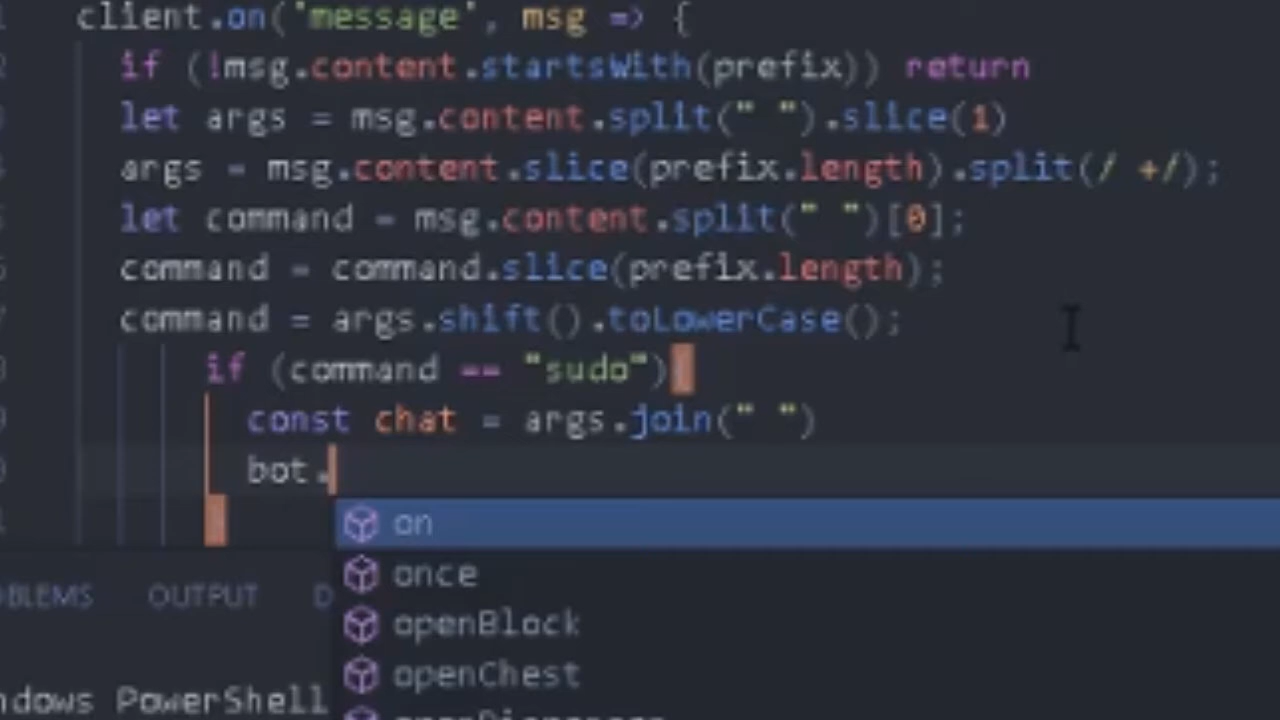 client.on('message', msg => {
if (!msg.content.startsWith(prefix)) return
let args = msg.content.split(" ").slice(1)
args = msg.content.slice(prefix.length).split(/ +/);
let command = msg.content.split(" ")[0];
command = command.slice(prefix.length);
command = args.shift().toLowerCase();
if (command == "sudo")
const chat = args.join(" ")
bot.
on
once
openBlock
openChest
OBLEMS OUTPUT D
ndows PowerShell